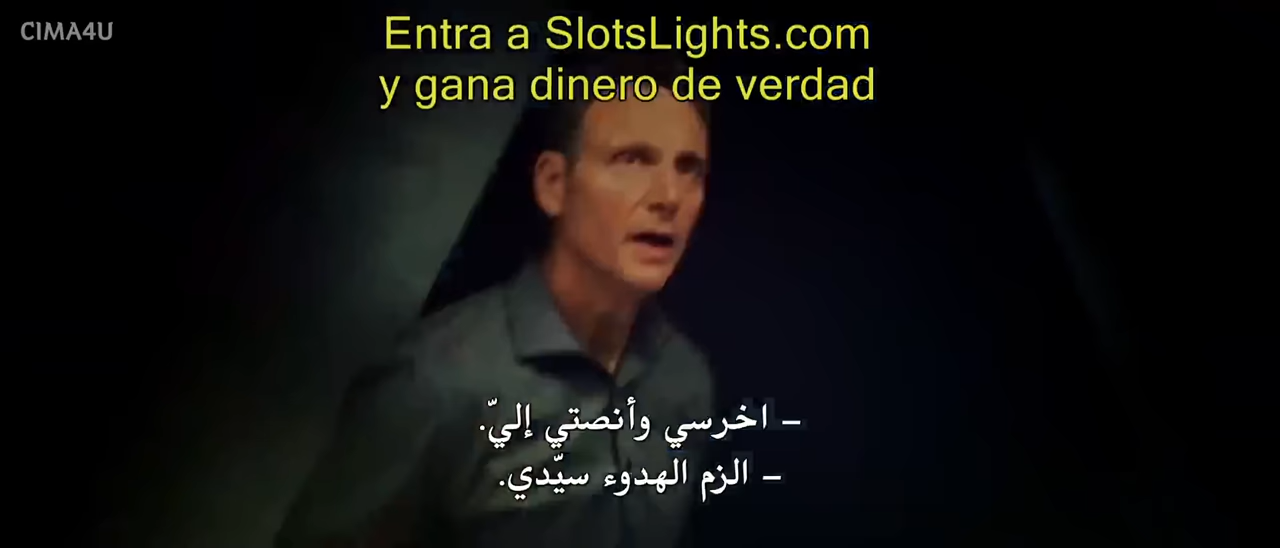 CIMA4U
Entra a SlotsLights.com
y gana dinero de verdad
– اخرسي وأنصتي إليّ.
– الزم الهدوء سيّدي.